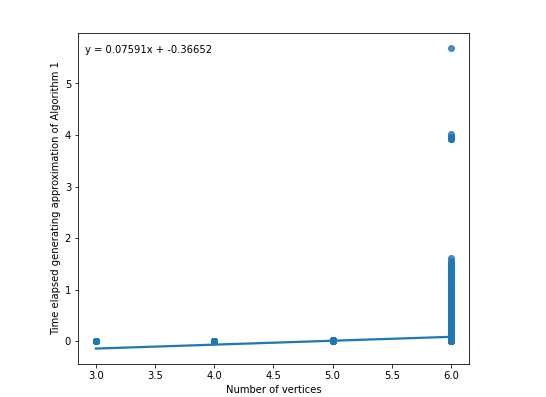 y = 0.07591x + -0.36652
Time elapsed generating approximation of Algorithm 1
5
4
3
2
1
0
3.0 3.5 4.0 4.5 5.0 5.5 6.0
Number of vertices